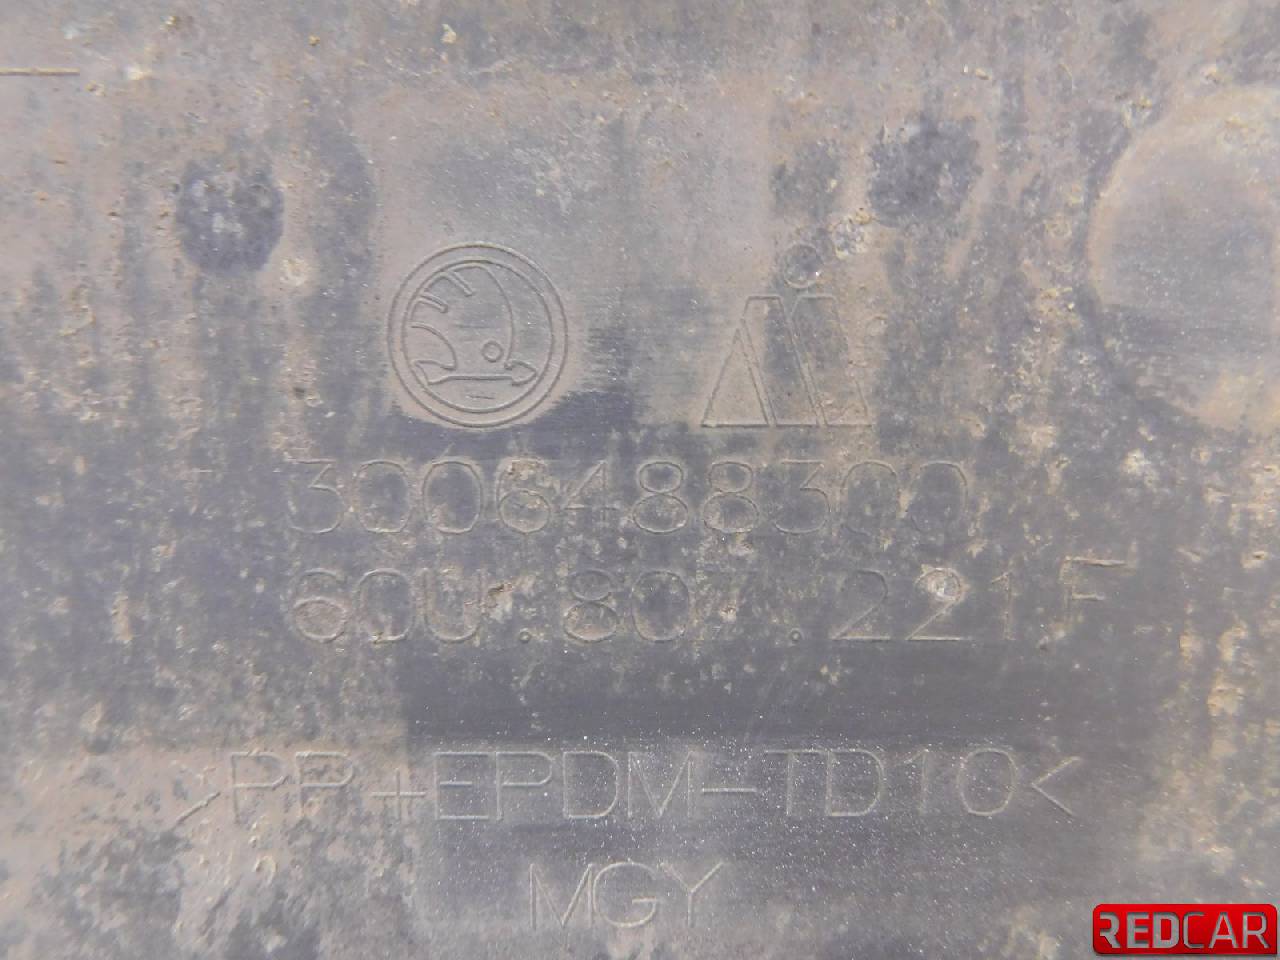 3006488300
60U.807.221F
>PP+EPDM-TD10<
MGY
REDCAR